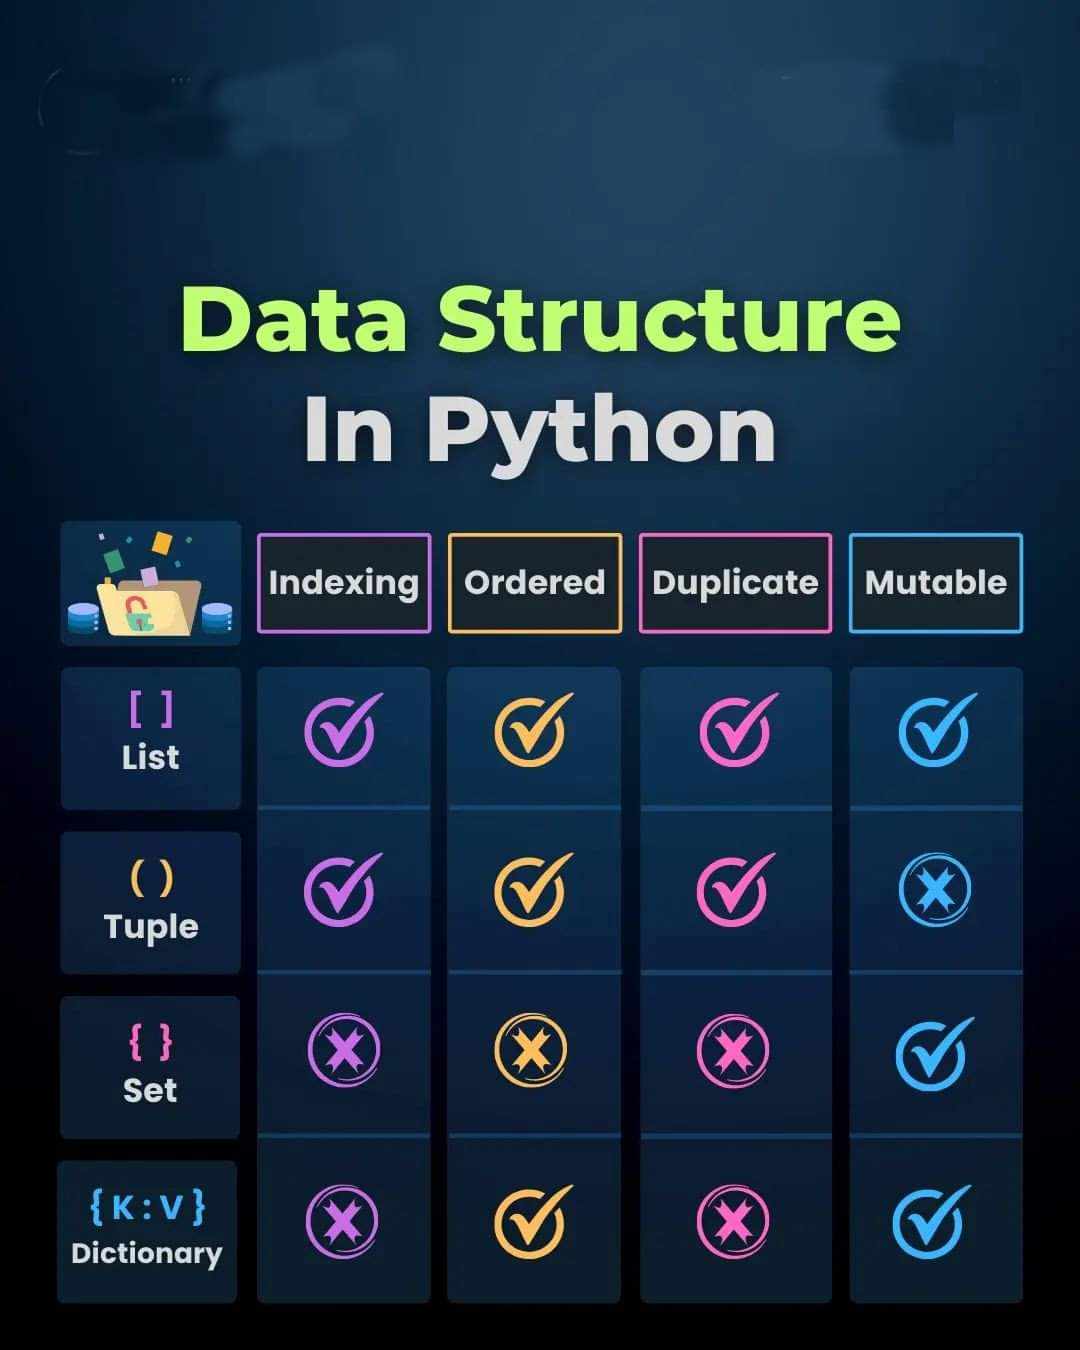 Data Structure
In Python
Indexing Ordered Duplicate Mutable
[ ]
List
( )
Tuple
{ }
Set
{ K : V }
Dictionary